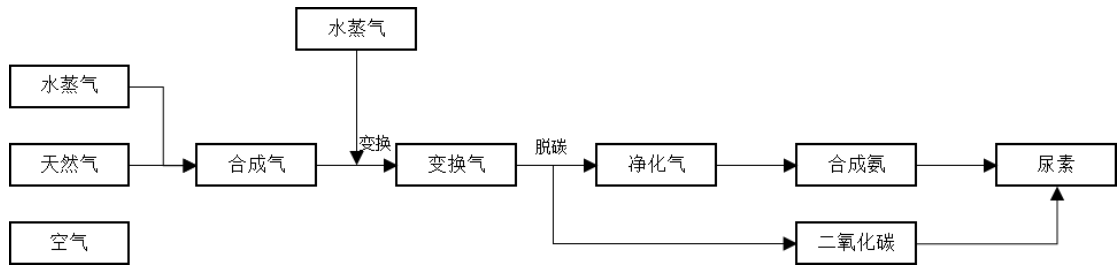 水蒸气
水蒸气
变换
脱碳
天然气
合成气
变换气
净化气
合成氨
尿素
空气
二氧化碳